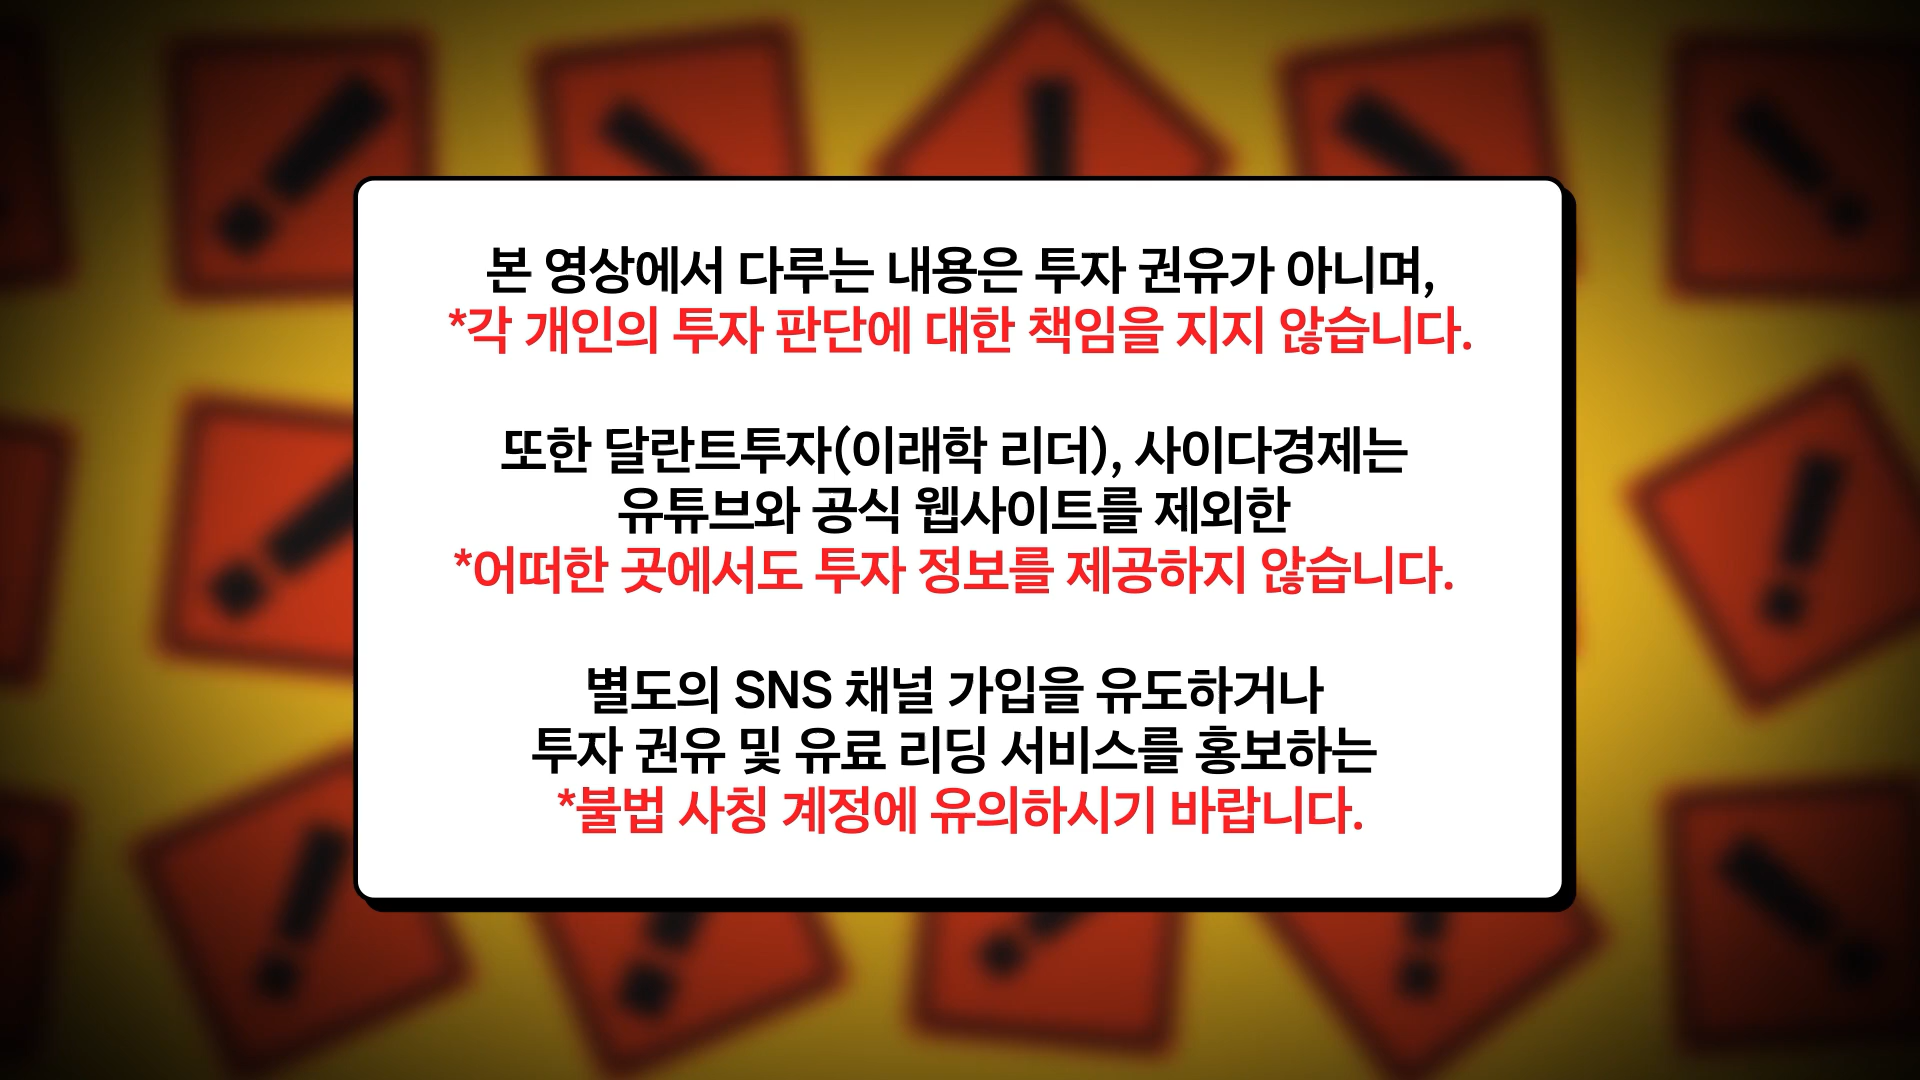 본 영상에서 다루는 내용은 투자 권유가 아니며,
*각 개인의 투자 판단에 대한 책임을 지지 않습니다.
또한 달란트투자(이래학 리더), 사이다경제는
유튜브와 공식 웹사이트를 제외한
*어떠한 곳에서도 투자 정보를 제공하지 않습니다.
별도의 SNS 채널 가입을 유도하거나
투자 권유 및 유료 리딩 서비스를 홍보하는
*불법 사칭 계정에 유의하시기 바랍니다.